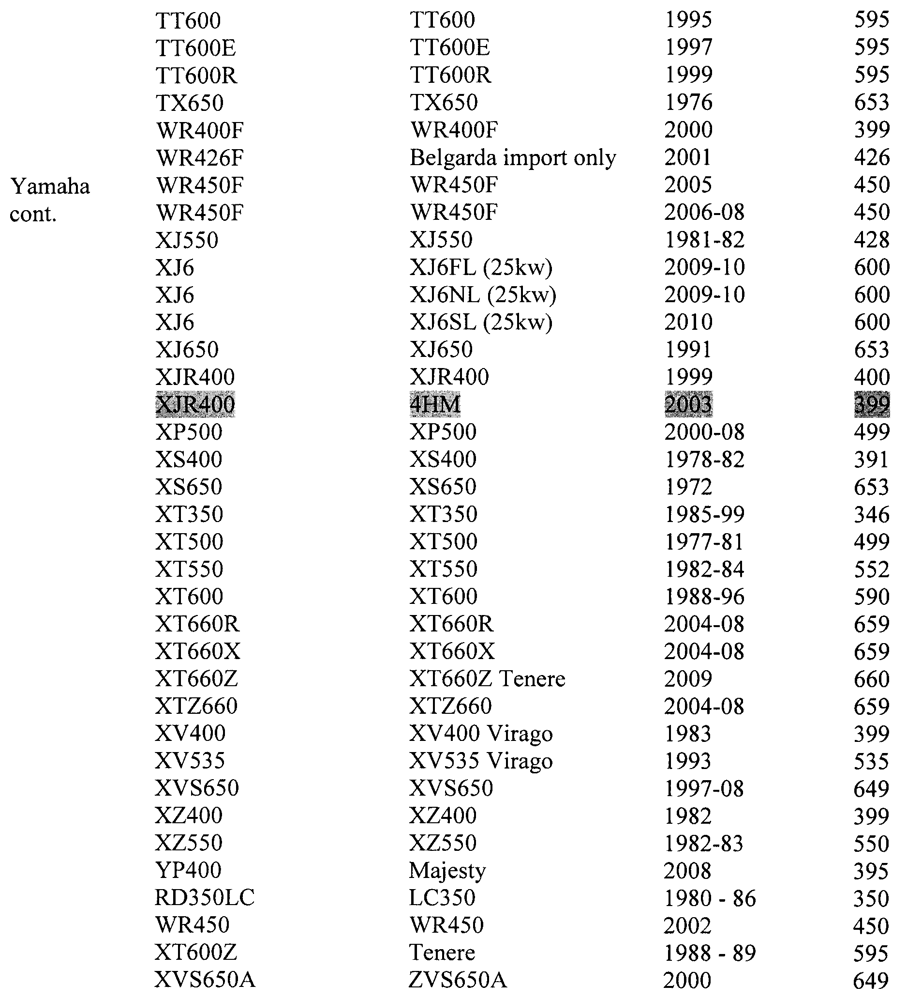 TT600 TT600 1995 595
TT600E TT600E 1997 595
TT600R TT600R 1999 595
TX650 TX650 1976 653
WR400F WR400F 2000 399
WR426F Belgarda import only 2001 426
Yamaha WR450F WR450F 2005 450
cont. WR450F WR450F 2006-08 450
XJ550 XJ550 1981-82 428
XJ6 XJ6FL (25kw) 2009-10 600
XJ6 XJ6NL (25kw) 2009-10 600
XJ6 XJ6SL (25kw) 2010 600
XJ650 XJ650 1991 653
XJR400 XJR400 1999 400
XJR400 4HM 2003 399
XP500 XP500 2000-08 499
XS400 XS400 1978-82 391
XS650 XS650 1972 653
XT350 XT350 1985-99 346
XT500 XT500 1977-81 499
XT550 XT550 1982-84 552
XT600 XT600 1988-96 590
XT660R XT660R 2004-08 659
XT660X XT660X 2004-08 659
XT660Z XT660Z Tenere 2009 660
XTZ660 XTZ660 2004-08 659
XV400 XV400 Virago 1983 399
XV535 XV535 Virago 1993 535
XVS650 XVS650 1997-08 649
XZ400 XZ400 1982 399
XZ550 XZ550 1982-83 550
YP400 Majesty 2008 395
RD350LC LC350 1980 - 86 350
WR450 WR450 2002 450
XT600Z Tenere 1988 - 89 595
XVS650A ZVS650A 2000 649